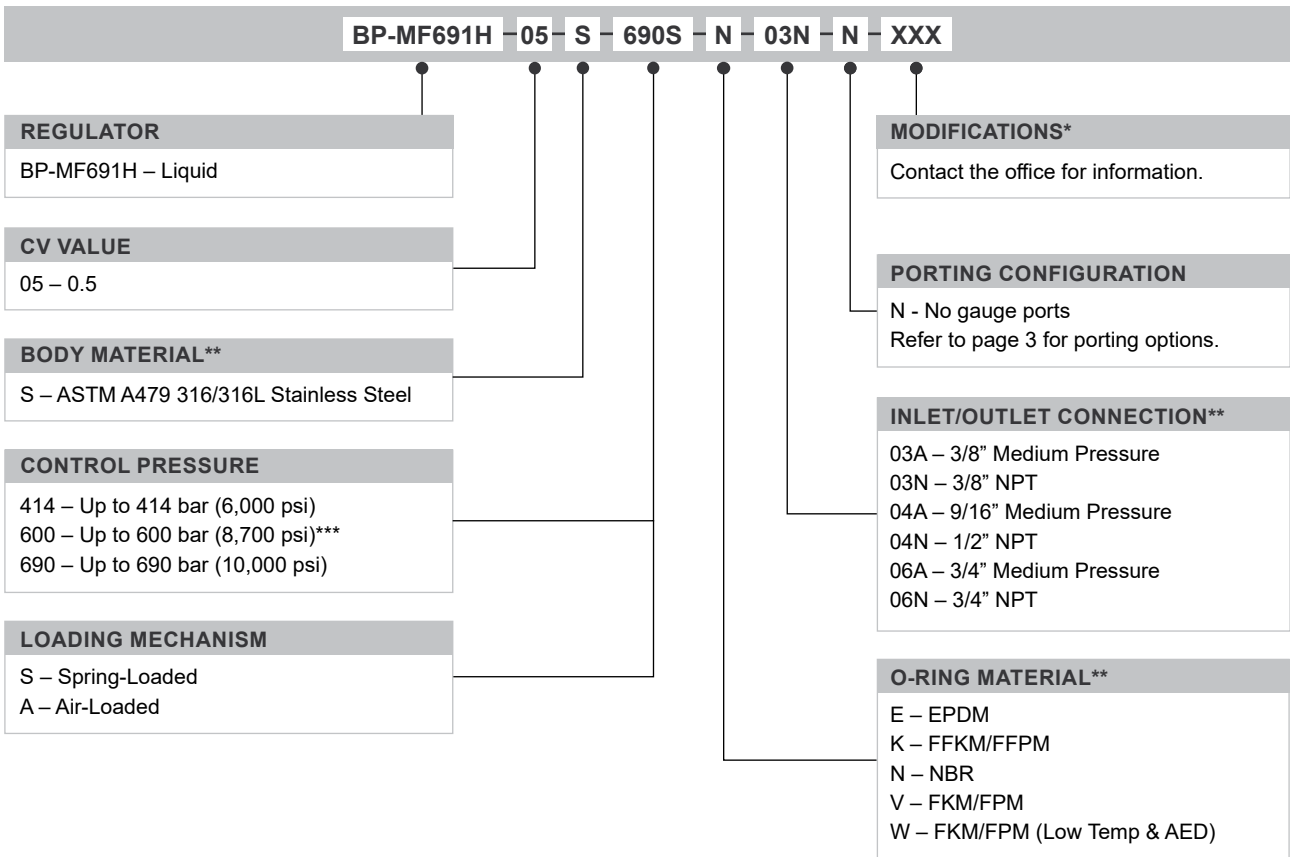 BP-MF691H 05 S 690S N 03N N XXX
REGULATOR
BP-MF691H – Liquid
CV VALUE
05 – 0.5
BODY MATERIAL**
S – ASTM A479 316/316L Stainless Steel
CONTROL PRESSURE
414 – Up to 414 bar (6,000 psi)
600 – Up to 600 bar (8,700 psi)***
690 – Up to 690 bar (10,000 psi)
LOADING MECHANISM
S – Spring-Loaded
A – Air-Loaded
MODIFICATIONS*
Contact the office for information.
PORTING CONFIGURATION
N - No gauge ports
Refer to page 3 for porting options.
INLET/OUTLET CONNECTION**
03A – 3/8” Medium Pressure
03N – 3/8” NPT
04A – 9/16” Medium Pressure
04N – 1/2” NPT
06A – 3/4” Medium Pressure
06N – 3/4” NPT
O-RING MATERIAL**
E – EPDM
K – FFKM/FFPM
N – NBR
V – FKM/FPM
W – FKM/FPM (Low Temp & AED)